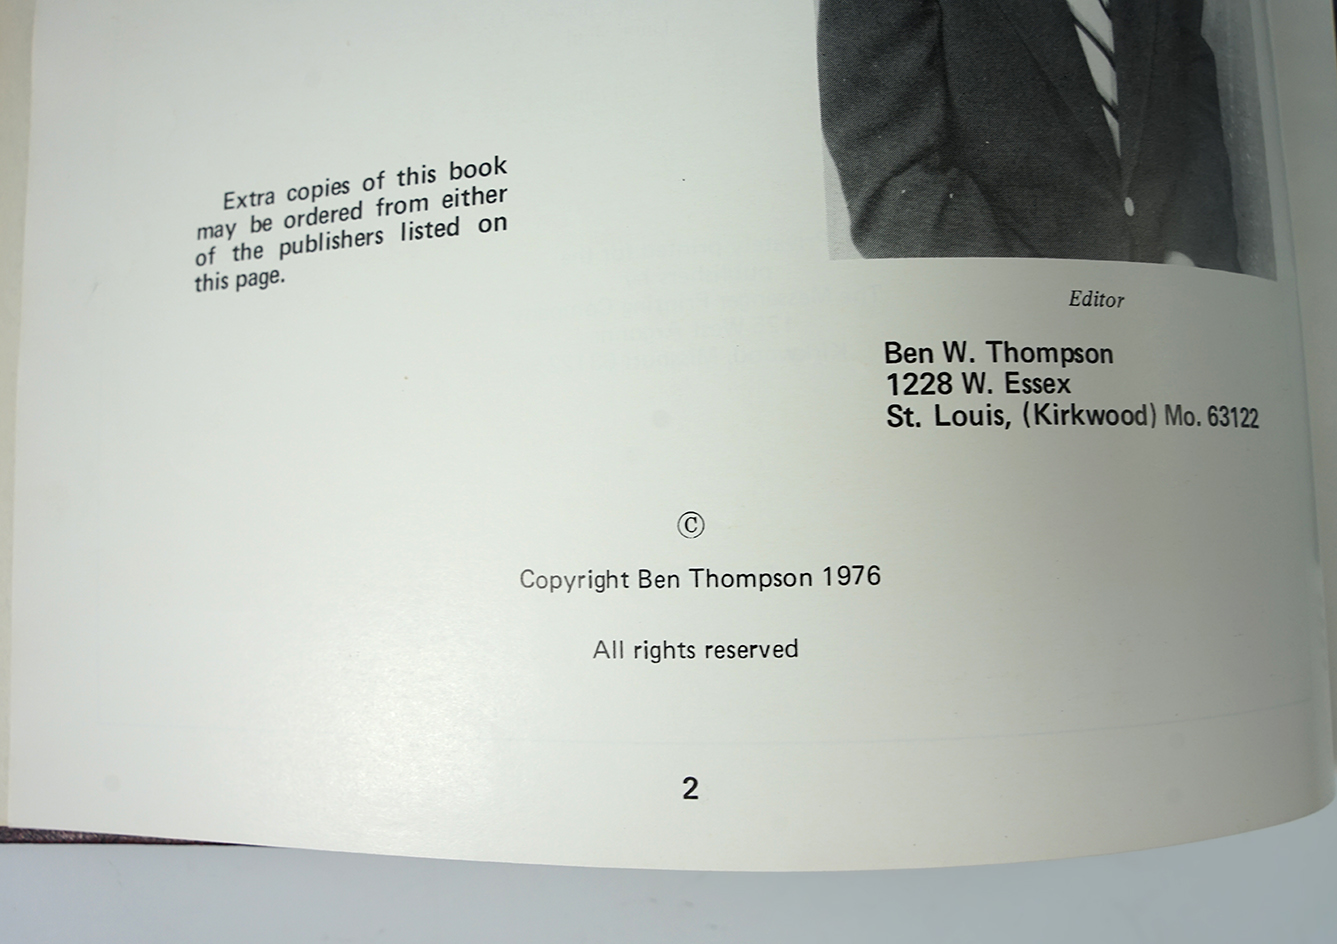 Extra copies of this book
may be ordered from either
of the publishers listed on
this page.
Editor
Ben W. Thompson
1228 W. Essex
St. Louis, (Kirkwood) Mo. 63122
©
Copyright Ben Thompson 1976
All rights reserved
2